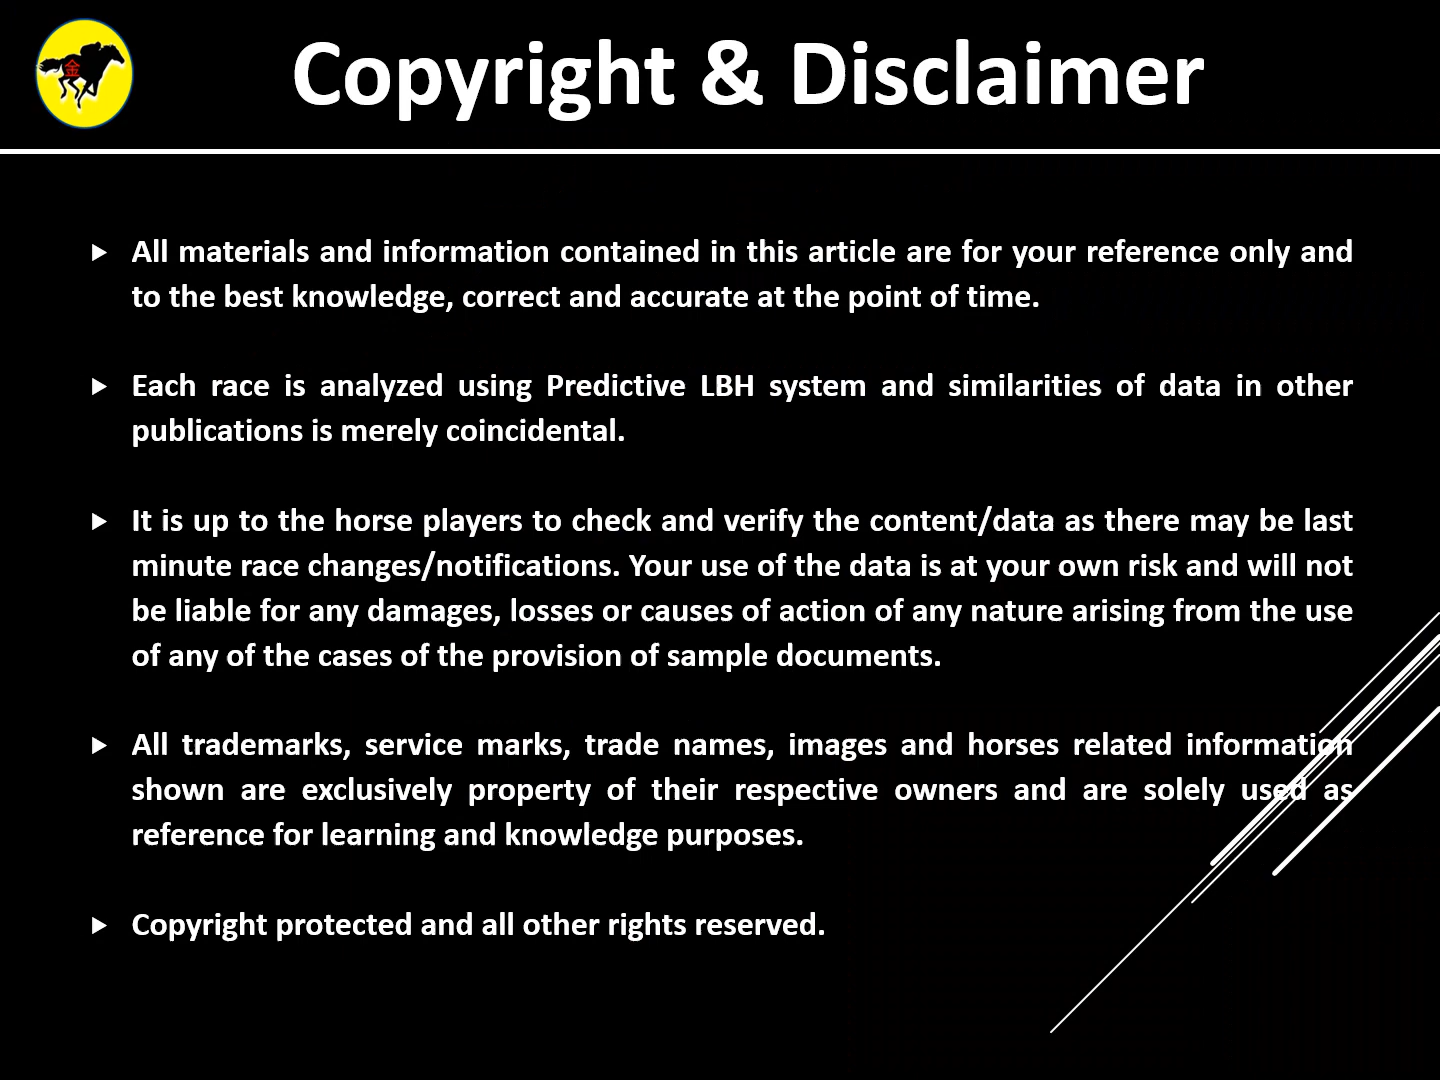 金
Copyright & Disclaimer
All materials and information contained in this article are for your reference only and
to the best knowledge, correct and accurate at the point of time.
Each race is analyzed using Predictive LBH system and similarities of data in other
publications is merely coincidental.
It is up to the horse players to check and verify the content/data as there may be last
minute race changes/notifications. Your use of the data is at your own risk and will not
be liable for any damages, losses or causes of action of any nature arising from the use
of any of the cases of the provision of sample documents.
All trademarks, service marks, trade names, images and horses related information
shown are exclusively property of their respective owners and are solely used as
reference for learning and knowledge purposes.
Copyright protected and all other rights reserved.